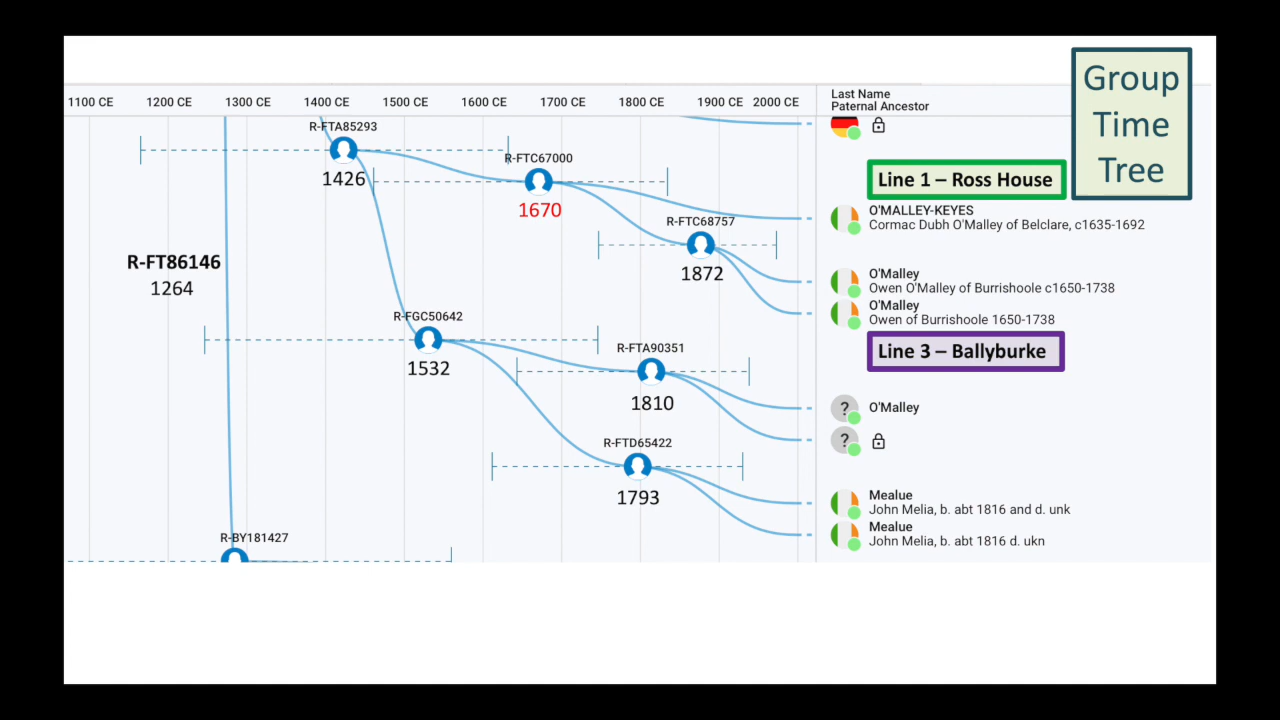 Group
Time
Tree
1100 CE 1200 CE 1300 CE 1400 CE 1500 CE 1600 CE 1700 CE 1800 CE 1900 CE 2000 CE
Last Name
Paternal Ancestor
R-FTA85293
1426
R-FTC67000
1670
Line 1 – Ross House
O'MALLEY-KEYES
Cormac Dubh O'Malley of Belclare, c1635-1692
R-FTC68757
1872
R-FT86146
1264
O'Malley
Owen O'Malley of Burrishoole c1650-1738
O'Malley
Owen of Burrishoole 1650-1738
R-FGC50642
1532
Line 3 – Ballyburke
R-FTA90351
1810
? O'Malley
?
R-FTD65422
1793
Mealue
John Melia, b. abt 1816 and d. unk
Mealue
John Melia, b. abt 1816 d. ukn
R-BY181427